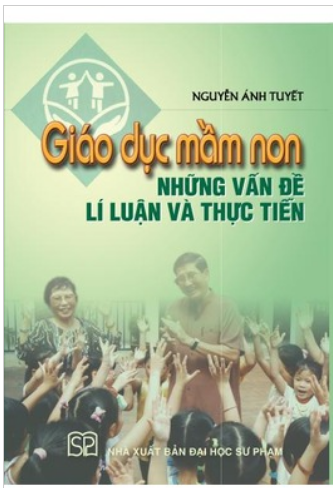 NGUYỄN ÁNH TUYẾT
Giáo dục mầm non
NHỮNG VẤN ĐỀ
LÍ LUẬN VÀ THỰC TIỄN
SP
NHÀ XUẤT BẢN ĐẠI HỌC SƯ PHẠM